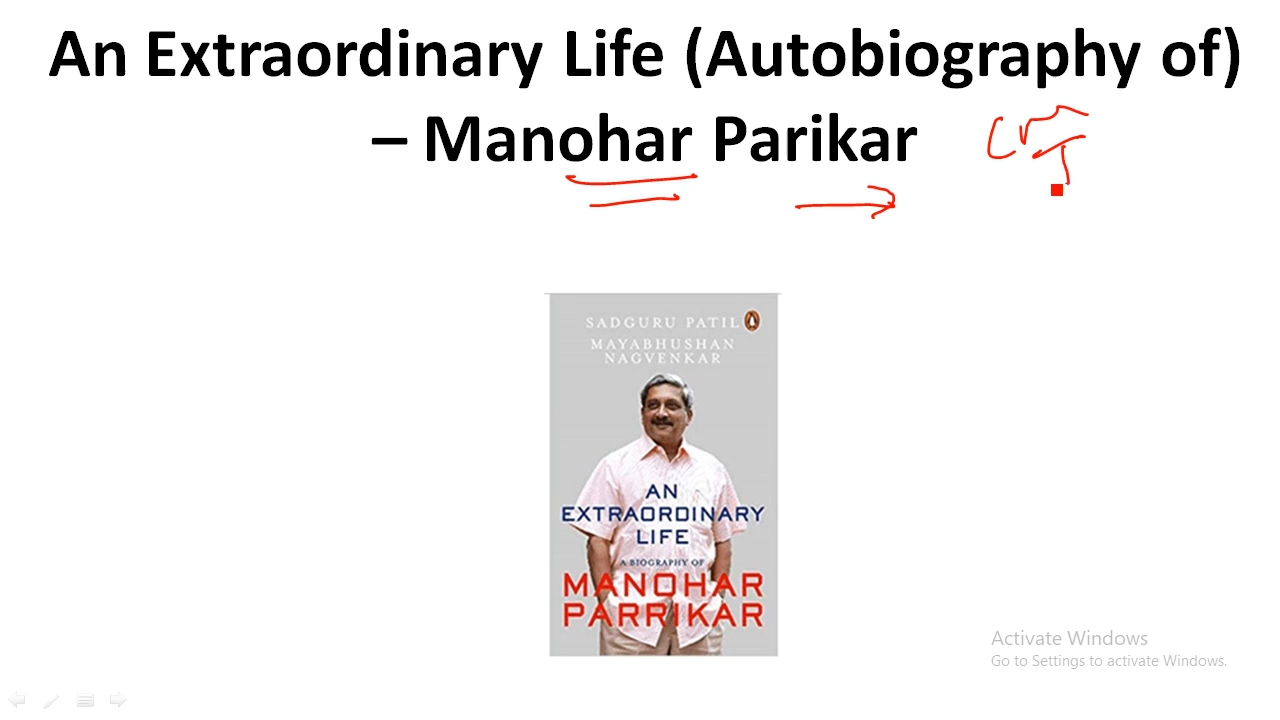 An Extraordinary Life (Autobiography of)
– Manohar Parikar
SADGURU PATIL
MAYABHUSHAN
NAGVENKAR
AN
EXTRAORDINARY
LIFE
A BIOGRAPHY OF
MANOHAR
PARRIKAR
Activate Windows
Go to Settings to activate Windows.